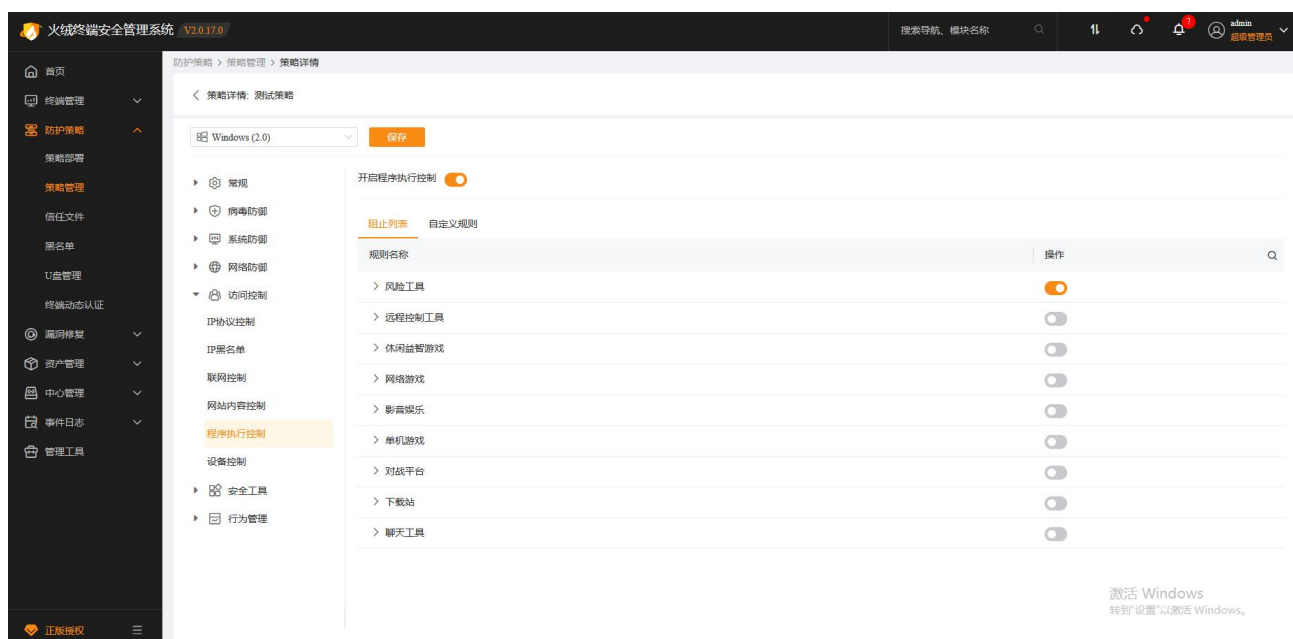 火绒终端安全管理系统 V2.0.17.0
搜索导航、模块名称
7
admin
超级管理员
首页
终端管理
防护策略
策略部署
策略管理
信任文件
黑名单
U盘管理
终端动态认证
漏洞修复
资产管理
中心管理
事件日志
管理工具
正版授权
防护策略 > 策略管理 > 策略详情
策略详情: 测试策略
Windows (2.0)
保存
常规
病毒防御
系统防御
网络防御
访问控制
IP协议控制
IP黑名单
联网控制
网站内容控制
程序执行控制
设备控制
安全工具
行为管理
开启程序执行控制
阻止列表 自定义规则
规则名称 操作
风险工具
远程控制工具
休闲益智游戏
网络游戏
影音娱乐
单机游戏
对战平台
下载站
聊天工具
激活 Windows
转到"设置"以激活 Windows。